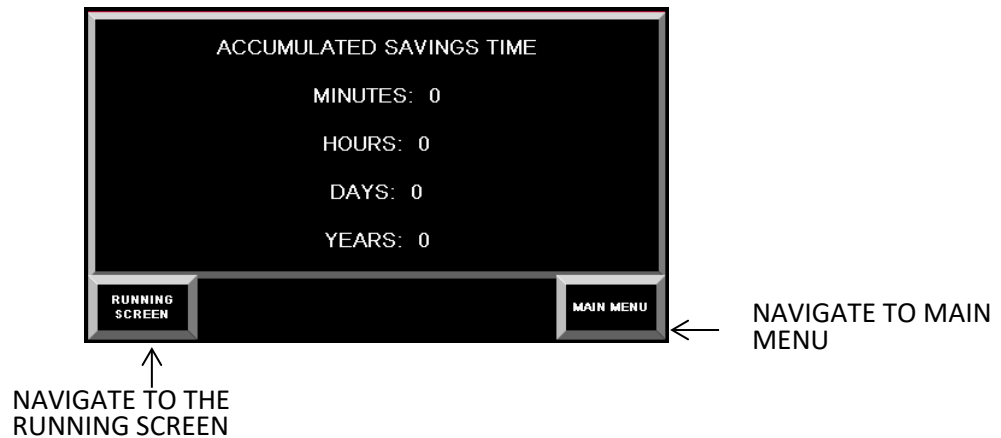 ACCUMULATED SAVINGS TIME
MINUTES: 0
HOURS: 0
DAYS: 0
YEARS: 0
RUNNING
SCREEN
MAIN MENU
NAVIGATE TO MAIN
MENU
NAVIGATE TO THE
RUNNING SCREEN